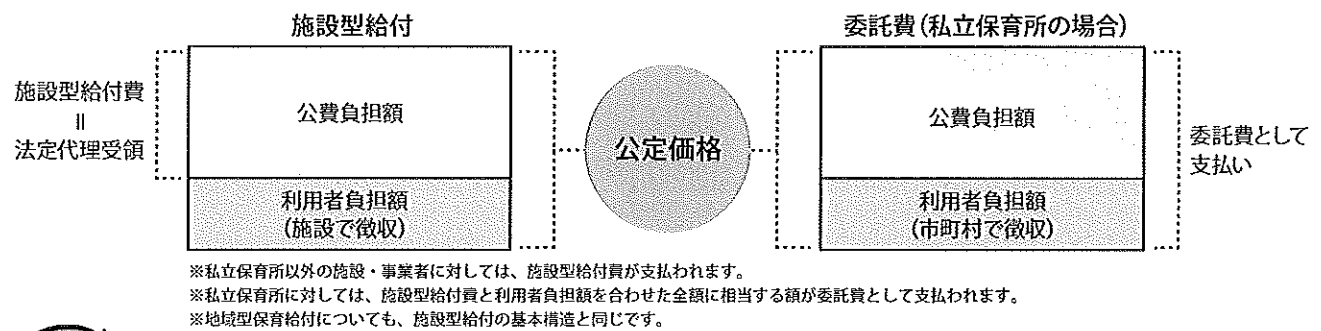 施設型給付
公費負担額
利用者負担額
(施設で徴収)
施設型給付費
॥
法定代理受領
公定価格
委託費(私立保育所の場合)
公費負担額
利用者負担額
(市町村で徴収)
委託費として
支払い
※私立保育所以外の施設・事業者に対しては、施設型給付費が支払われます。
※私立保育所に対しては、施設型給付費と利用者負担額を合わせた全額に相当する額が委託費として支払われます。
※地域型保育給付についても、施設型給付の基本構造と同じです。